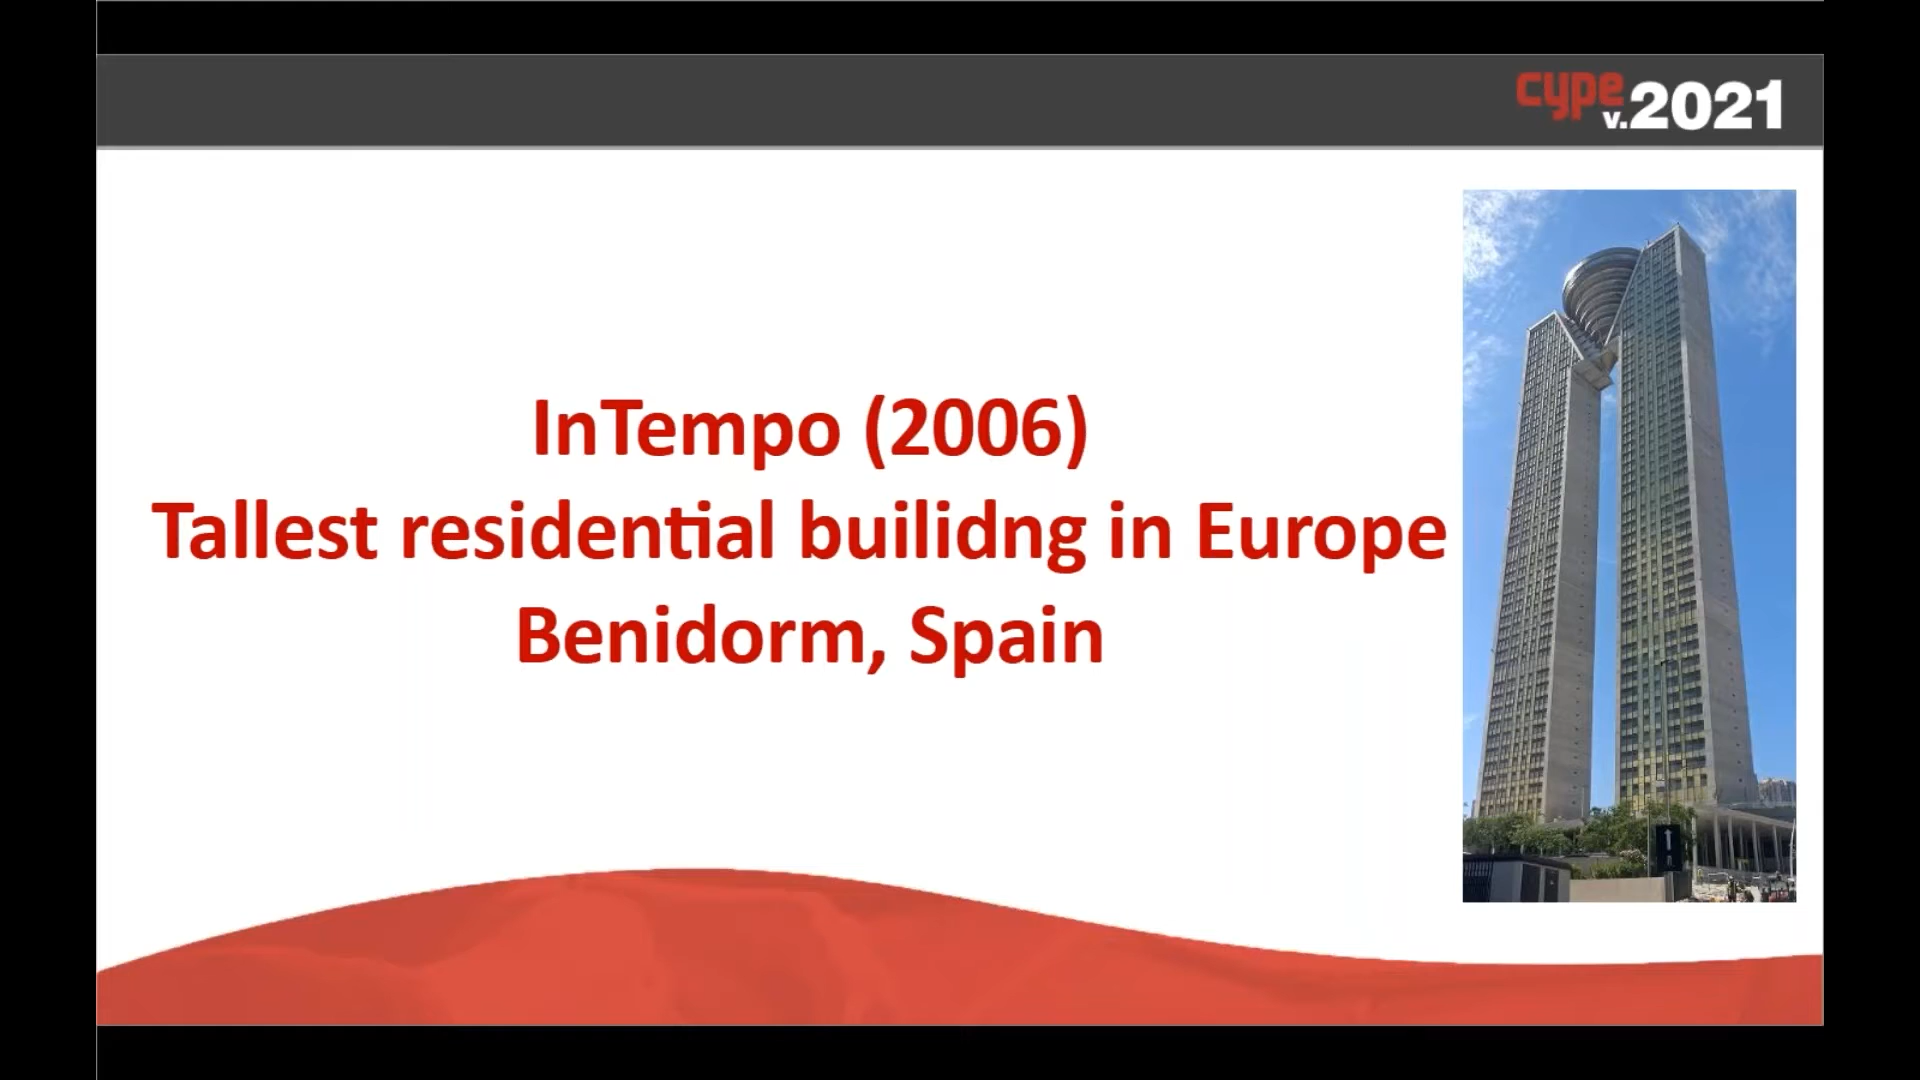 cype v.2021
InTempo (2006)
Tallest residential builidng in Europe
Benidorm, Spain